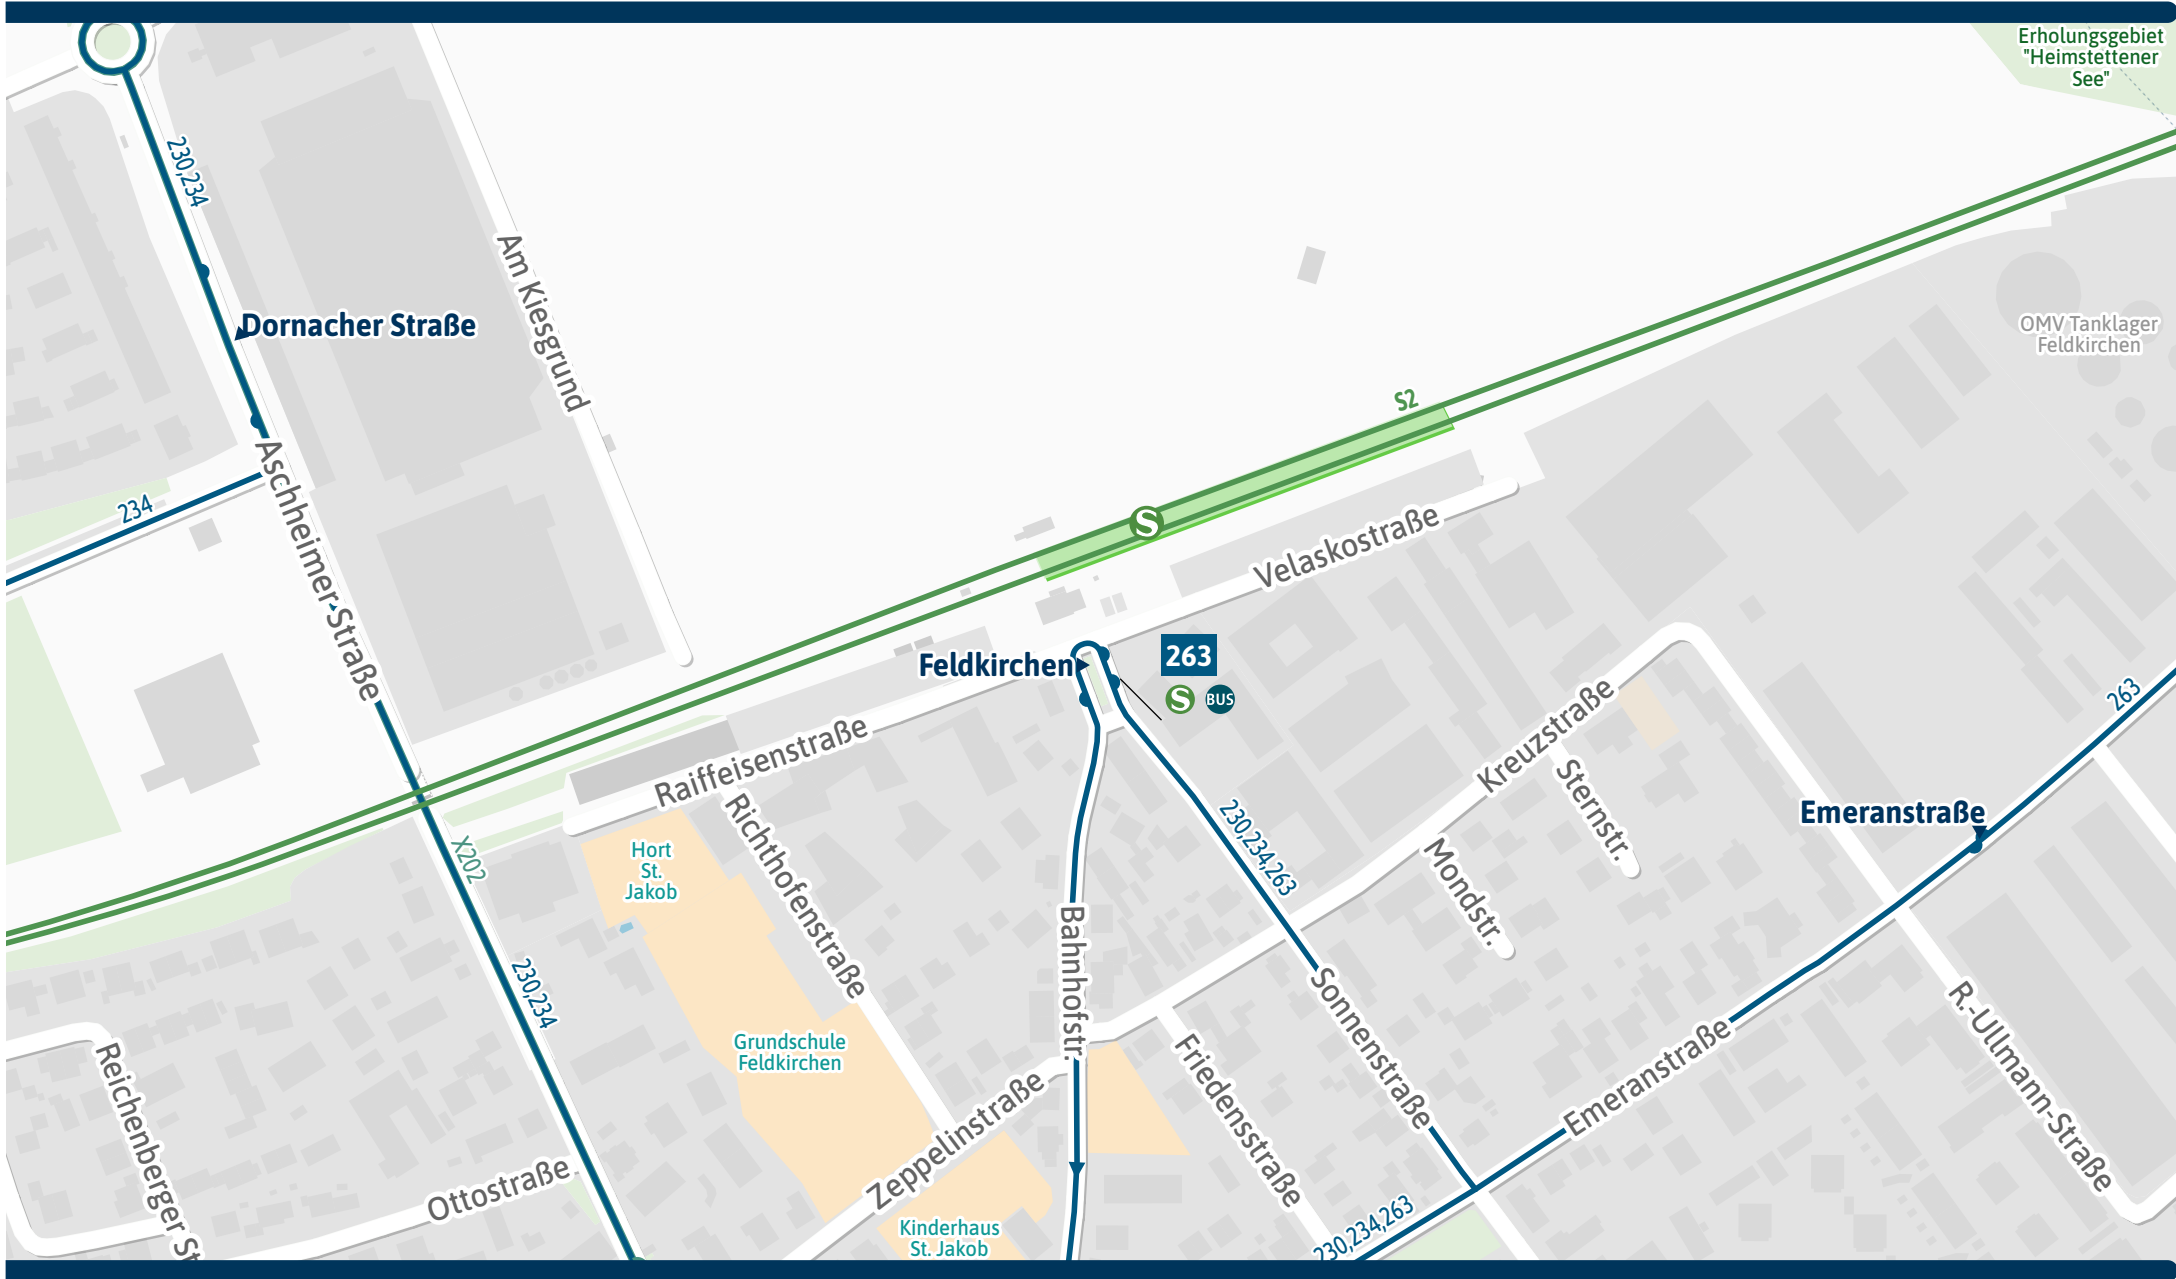 Erholungsgebiet
"Heimstettener
See"
230,234
Am Kiesgrund
Dornacher Straße
OMV Tanklager
Feldkirchen
S2
234
Aschheimer Straße
S
Velaskostraße
Feldkirchen
263
S
BUS
263
Kreuzstraße
Raiffeisenstraße
Sternstr.
Emeranstraße
X202
Hort
St.
Jakob
Richthofenstraße
230,234,263
Mondstr.
Bahnhofstr.
230,234
Sonnenstraße
R.-Ullmann-Straße
Grundschule
Feldkirchen
Reichenberger St
Friedensstraße
Emeranstraße
Zeppelinstraße
Ottostraße
Kinderhaus
St. Jakob
230,234,263